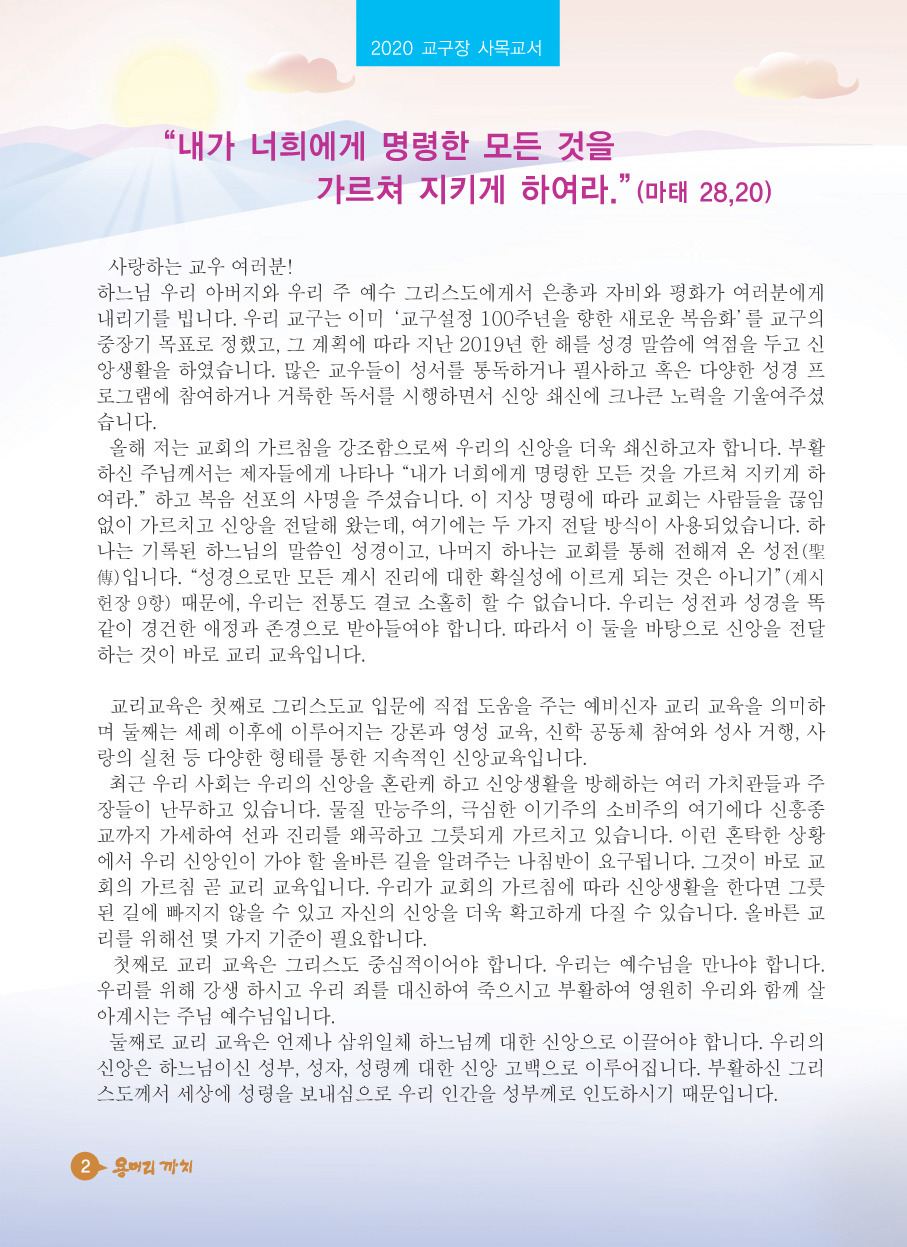 2020 교구장 사목교서
“내가 너희에게 명령한 모든 것을
가르쳐 지키게 하여라.” (마태 28,20)
사랑하는 교우 여러분!
하느님 우리 아버지와 우리 주 예수 그리스도에게서 은총과 자비와 평화가 여러분에게
내리기를 빕니다. 우리 교구는 이미 ‘교구설정 100주년을 향한 새로운 복음화’를 교구의
중장기 목표로 정했고, 그 계획에 따라 지난 2019년 한 해를 성경 말씀에 역점을 두고 신
앙생활을 하였습니다. 많은 교우들이 성서를 통독하거나 필사하고 혹은 다양한 성경 프
로그램에 참여하거나 거룩한 독서를 시행하면서 신앙 쇄신에 크나큰 노력을 기울여주셨
습니다.
올해 저는 교회의 가르침을 강조함으로써 우리의 신앙을 더욱 쇄신하고자 합니다. 부활
하신 주님께서는 제자들에게 나타나 “내가 너희에게 명령한 모든 것을 가르쳐 지키게 하
여라.” 하고 복음 선포의 사명을 주셨습니다. 이 지상 명령에 따라 교회는 사람들을 끊임
없이 가르치고 신앙을 전달해 왔는데, 여기에는 두 가지 전달 방식이 사용되었습니다. 하
나는 기록된 하느님의 말씀인 성경이고, 나머지 하나는 교회를 통해 전해져 온 성전(聖
傳)입니다. “성경으로만 모든 계시 진리에 대한 확실성에 이르게 되는 것은 아니기”(계시
헌장 9항) 때문에, 우리는 전통도 결코 소홀히 할 수 없습니다. 우리는 성전과 성경을 똑
같이 경건한 애정과 존경으로 받아들여야 합니다. 따라서 이 둘을 바탕으로 신앙을 전달
하는 것이 바로 교리 교육입니다.
교리교육은 첫째로 그리스도교 입문에 직접 도움을 주는 예비신자 교리 교육을 의미하
며 둘째는 세례 이후에 이루어지는 강론과 영성 교육, 신학 공동체 참여와 성사 거행, 사
랑의 실천 등 다양한 형태를 통한 지속적인 신앙교육입니다.
최근 우리 사회는 우리의 신앙을 혼란케 하고 신앙생활을 방해하는 여러 가치관들과 주
장들이 난무하고 있습니다. 물질 만능주의, 극심한 이기주의 소비주의 여기에다 신흥종
교까지 가세하여 선과 진리를 왜곡하고 그릇되게 가르치고 있습니다. 이런 혼탁한 상황
에서 우리 신앙인이 가야 할 올바른 길을 알려주는 나침반이 요구됩니다. 그것이 바로 교
회의 가르침 곧 교리 교육입니다. 우리가 교회의 가르침에 따라 신앙생활을 한다면 그릇
된 길에 빠지지 않을 수 있고 자신의 신앙을 더욱 확고하게 다질 수 있습니다. 올바른 교
리를 위해선 몇 가지 기준이 필요합니다.
첫째로 교리 교육은 그리스도 중심적이어야 합니다. 우리는 예수님을 만나야 합니다.
우리를 위해 강생 하시고 우리 죄를 대신하여 죽으시고 부활하여 영원히 우리와 함께 살
아계시는 주님 예수님입니다.
둘째로 교리 교육은 언제나 삼위일체 하느님께 대한 신앙으로 이끌어야 합니다. 우리의
신앙은 하느님이신 성부, 성자, 성령께 대한 신앙 고백으로 이루어집니다. 부활하신 그리
스도께서 세상에 성령을 보내심으로 우리 인간을 성부께로 인도하시기 때문입니다.
2 용머리 까치